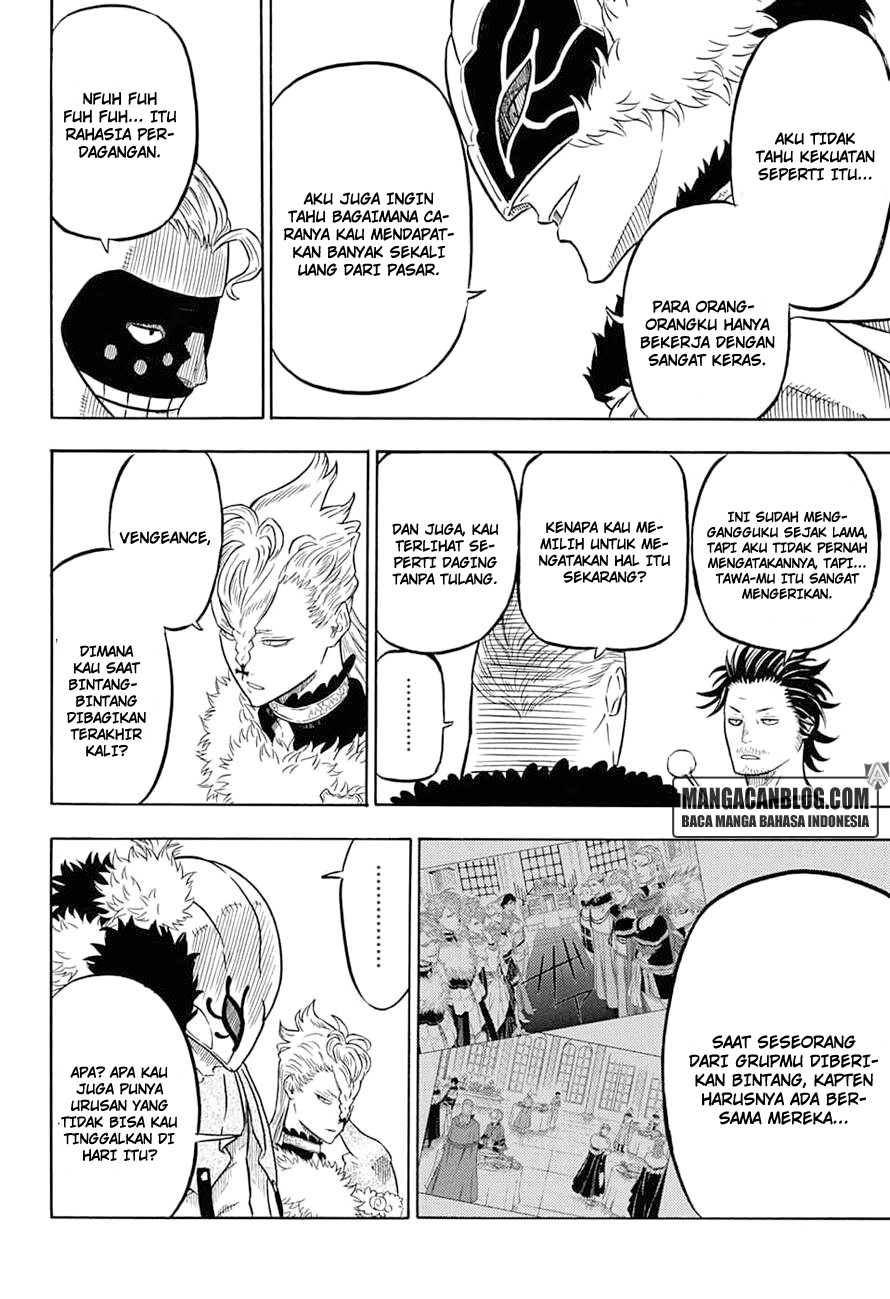 AKU TIDAK
TAHU KEKUATAN
SEPERTI ITU...
PARA ORANG-
ORANGKU HANYA
BEKERJA DENGAN
SANGAT KERAS.
AKU JUGA INGIN
TAHU BAGAIMANA CA-
RANYA KAU MENDAPAT-
KAN BANYAK SEKALI
UANG DARI PASAR.
NFUH FUH
FUH FUH... ITU
RAHASIA PER-
DAGANGAN.
INI SUDAH MENG-
GANGGUKU SEJAK LAMA,
TAPI AKU TIDAK PERNAH
MENGATAKANNYA, TAPI...
TAWA-MU ITU SANGAT
MENGERIKAN.
KENAPA KAU ME-
MILIH UNTUK ME-
NGATAKAN HAL ITU
SEKARANG?
DAN JUGA, KAU
TERLIHAT SE-
PERTI DAGING
TANPA TULANG.
..........
VENGEANCE,
DIMANA
KAU SAAT
BINTANG-
BINTANG
DIBAGIKAN
TERAKHIR
KALI?
MANGACANBLOG.COM
BACA MANGA BAHASA INDONESIA
SAAT SESEORANG
DARI GRUPMU DIBERI-
KAN BINTANG, KAPTEN
HARUSNYA ADA BER-
SAMA MEREKA...
..........
APA? APA KAU
JUGA PUNYA
URUSAN YANG
TIDAK BISA KAU
TINGGALKAN DI
HARI ITU?